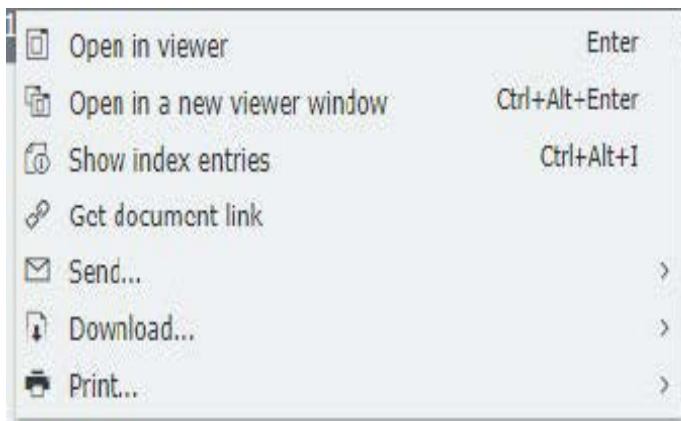 Open in viewer Enter
Open in a new viewer window Ctrl+Alt+Enter
Show index entries Ctrl+Alt+I
Get document link
Send...
Download...
Print...